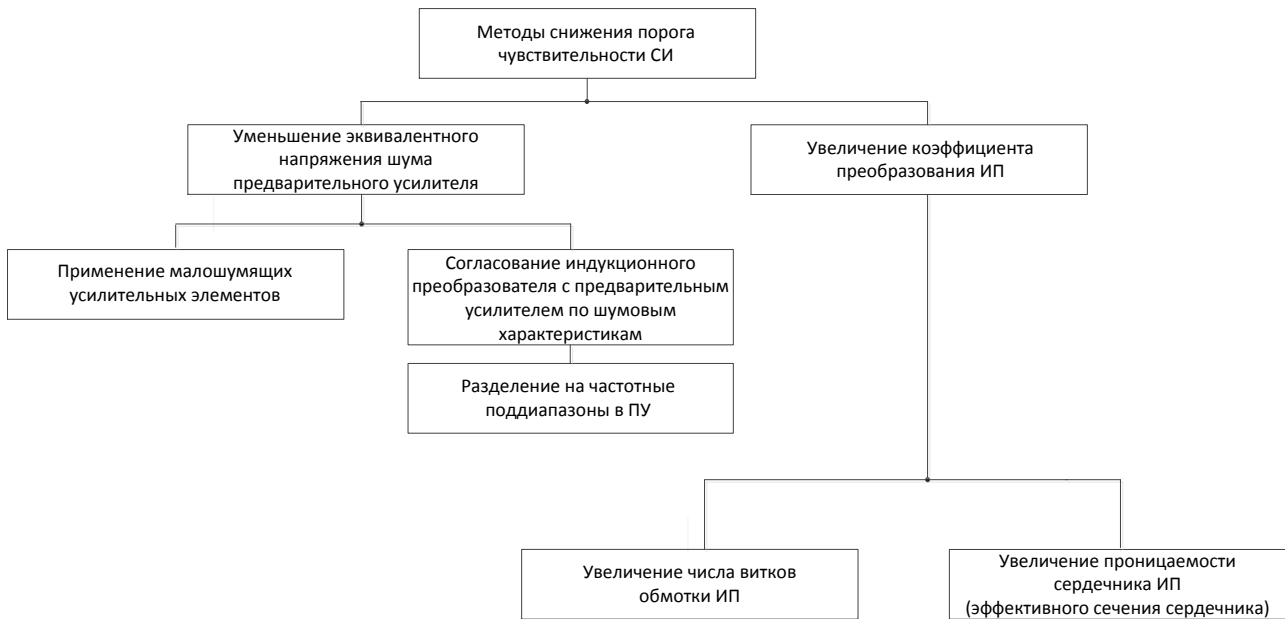 Методы снижения порога
чувствительности СИ
Уменьшение эквивалентного
напряжения шума
предварительного усилителя
Увеличение коэффициента
преобразования ИП
Применение малошумящих
усилительных элементов
Согласование индукционного
преобразователя с предварительным
усилителем по шумовым
характеристикам
Разделение на частотные
поддиапазоны в ПУ
Увеличение числа витков
обмотки ИП
Увеличение проницаемости
сердечника ИП
(эффективного сечения сердечника)